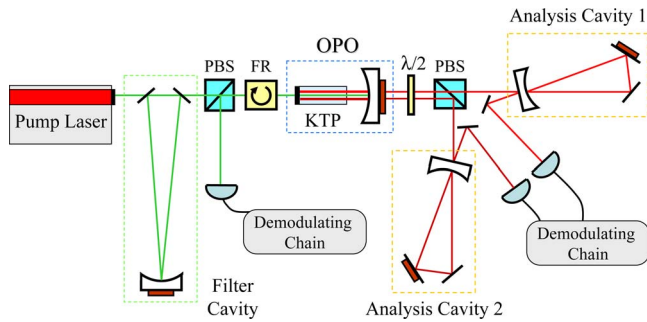 Analysis Cavity 1
OPO
PBS
FR
λ/2
PBS
Pump Laser
KTP
Demodulating
Chain
Filter
Cavity
Analysis Cavity 2
Demodulating
Chain